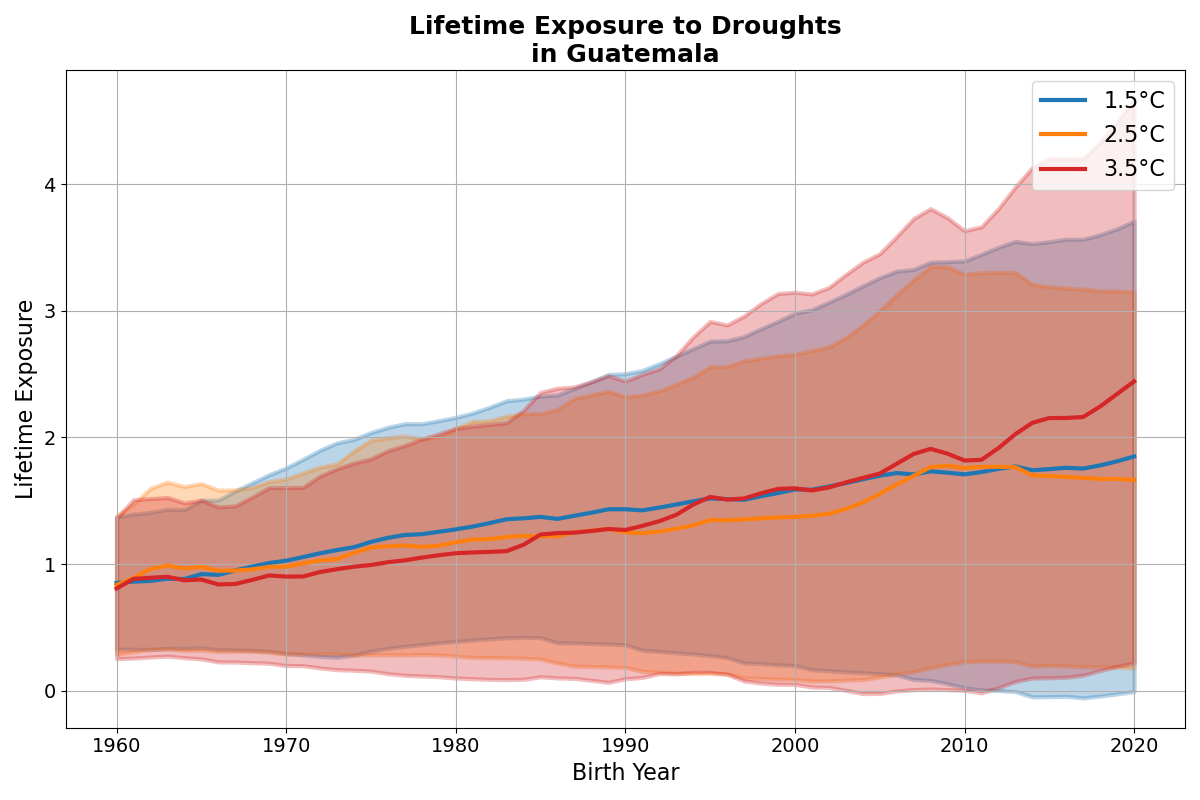 Lifetime Exposure to Droughts
in Guatemala
1.5°C
2.5°C
3.5°C
Lifetime Exposure
4
3
2
1
0
1960 1970 1980 1990 2000 2010 2020
Birth Year